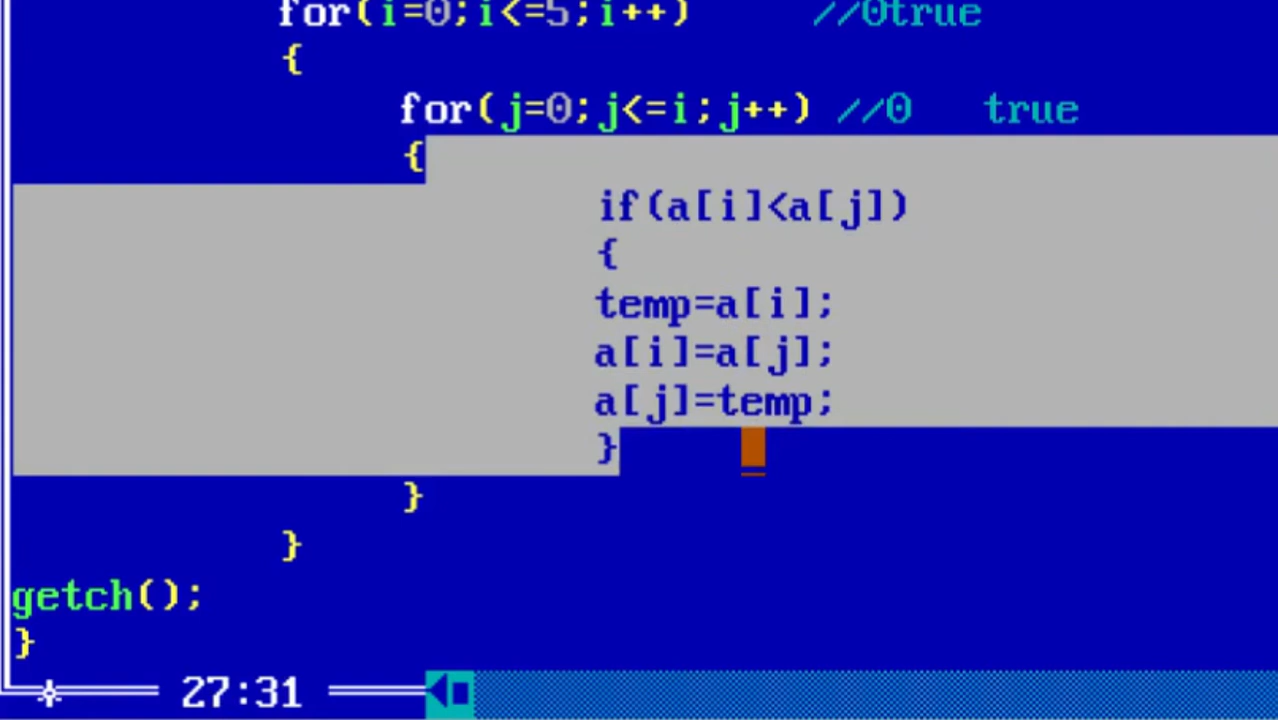 for(i=0;i<=5;i++) //0true
{
for(j=0;j<=i;j++) //0 true
{
if(a[i]<a[j])
{
temp=a[i];
a[i]=a[j];
a[j]=temp;
}
}
}
getch();
}
27:31